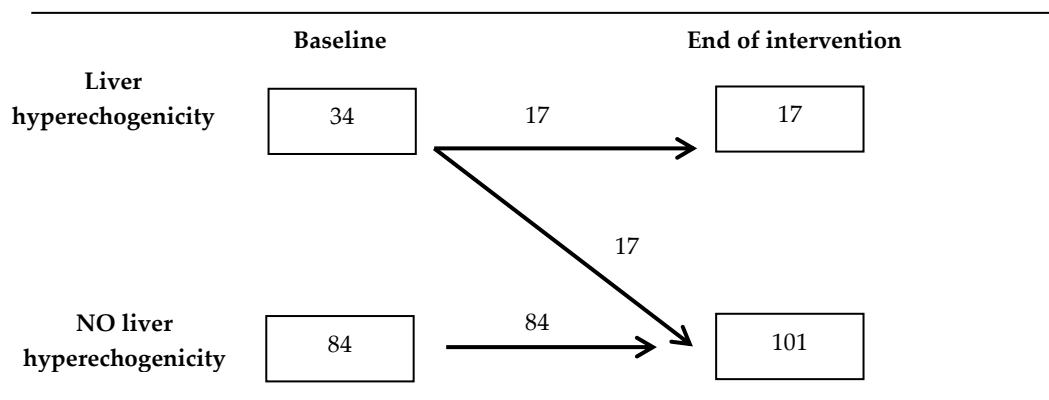 Baseline End of intervention
Liver
hyperechogenicity
34 17 17
17
NO liver
hyperechogenicity
84 84 101